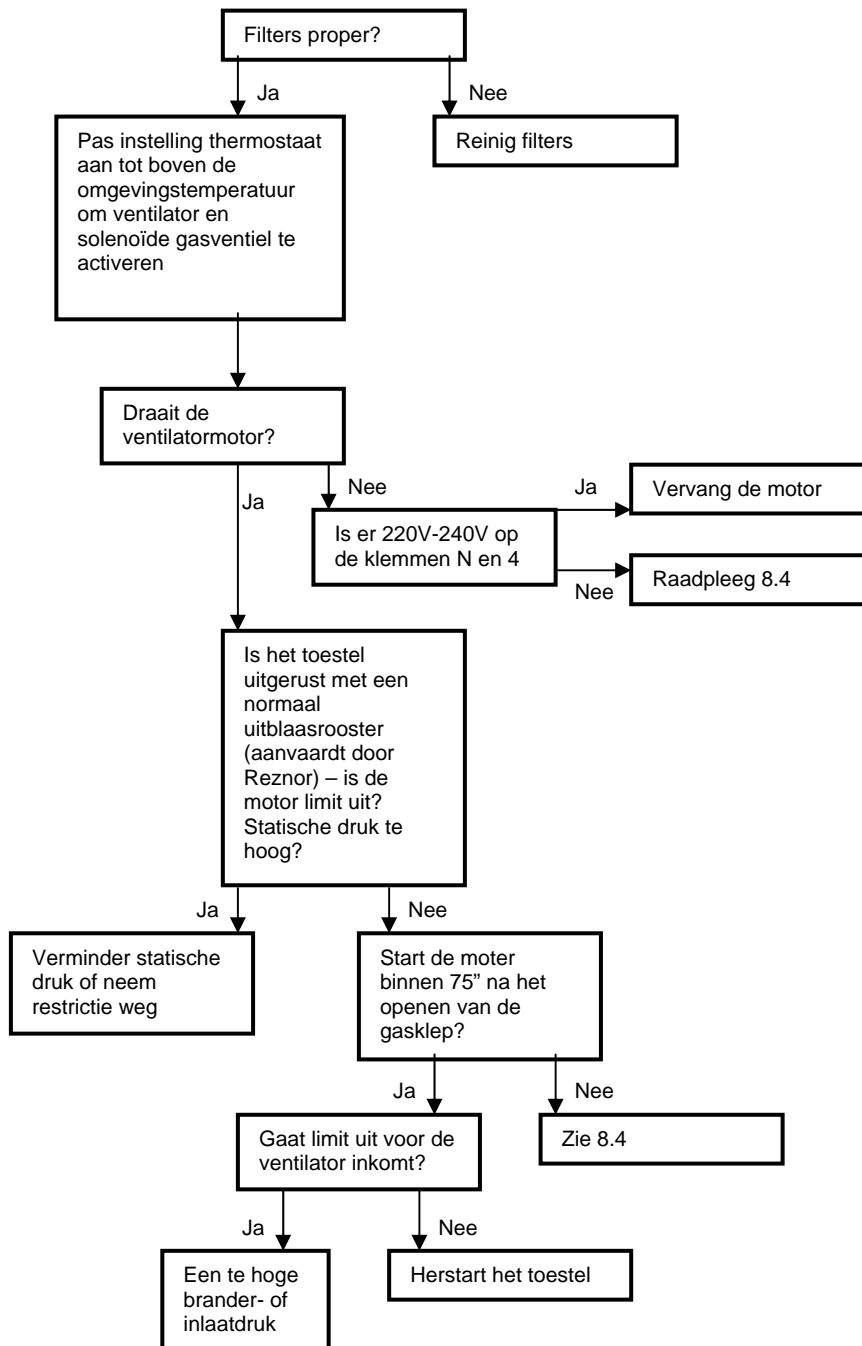 Filters proper?
Ja
Nee
Pas instelling thermostaat
aan tot boven de
omgevingstemperatuur
om ventilator en
solenoïde gasventiel te
activeren
Reinig filters
Draait de
ventilatormotor?
Ja
Nee
Is er 220V-240V op
de klemmen N en 4
Ja
Vervang de motor
Nee
Raadpleeg 8.4
Is het toestel
uitgerust met een
normaal
uitblaasrooster
(aanvaardt door
Reznor) – is de
motor limit uit?
Statische druk te
hoog?
Ja
Nee
Verminder statische
druk of neem
restrictie weg
Start de moter
binnen 75” na het
openen van de
gasklep?
Ja
Nee
Gaat limit uit voor de
ventilator inkomt?
Zie 8.4
Ja
Nee
Een te hoge
brander- of
inlaatdruk
Herstart het toestel